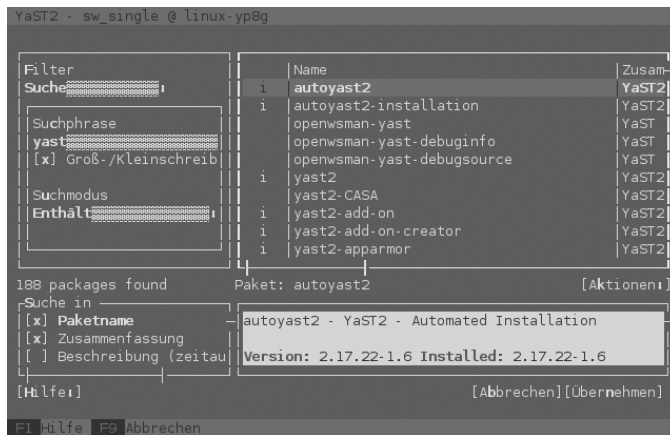 YaST2 - sw_single @ linux-yp8g
Filter
Suche
Suchphrase
yast
[x] Groß-/Kleinschreib
Suchmodus
Enthält
Name Zusam
i autoyast2 YaST2
i autoyast2-installation YaST2
openwsman-yast YaST
openwsman-yast-debuginfo YaST
openwsman-yast-debugsource YaST
i yast2 YaST2
yast2-CASA YaST2
i yast2-add-on YaST2
i yast2-add-on-creator YaST2
i yast2-apparmor YaST2
188 packages found Paket: autoyast2 [Aktionen]
Suche in
[x] Paketname
[x] Zusammenfassung
[ ] Beschreibung (zeitau
autoyast2 - YaST2 - Automated Installation
Version: 2.17.22-1.6 Installed: 2.17.22-1.6
[Hilfe] [Abbrechen][Übernehmen]
F1 Hilfe F9 Abbrechen